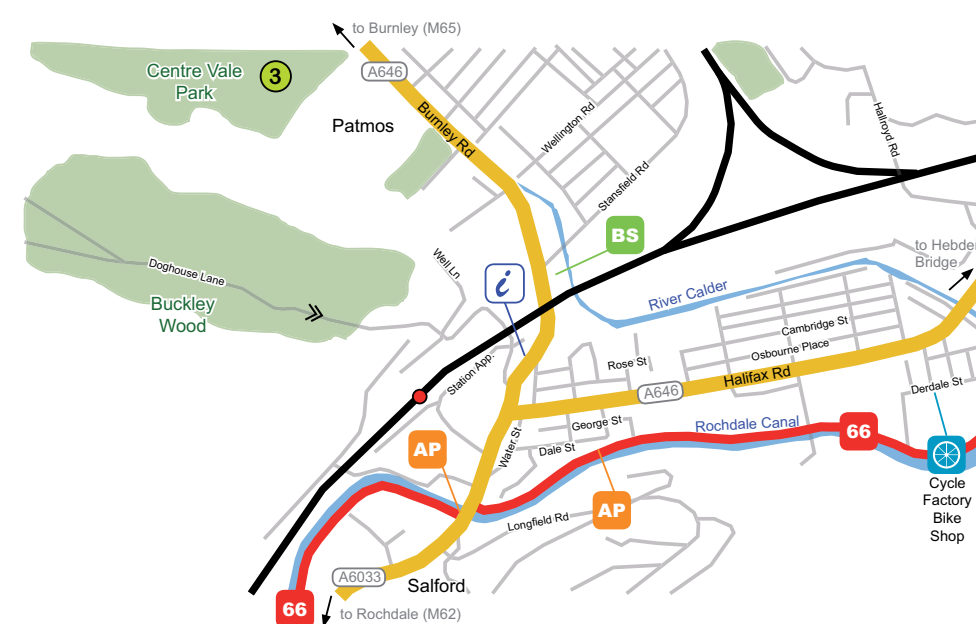 to Burnley (M65)
A646
Centre Vale
Park
3
Patmos
Burnley Rd
Wellington Rd
Hallroyd Rd
Stansfield Rd
BS
to Hebden
Bridge
Well Ln
Doghouse Lane
i
Buckley
Wood
River Calder
Cambridge St
Osbourne Place
Rose St
Station App.
Halifax Rd
A646
Derdale St
George St
Rochdale Canal
66
Water St
Dale St
AP
Cycle
Factory
Bike
Shop
AP
Longfield Rd
A6033
Salford
66
to Rochdale (M62)